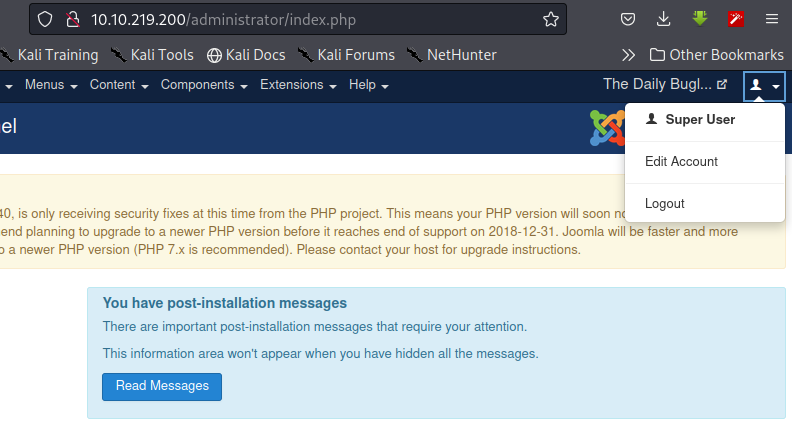 10.10.219.200/administrator/index.php
Kali Training Kali Tools Kali Docs Kali Forums NetHunter Other Bookmarks
Menus Content Components Extensions Help The Daily Bugl...
nel
Super User
Edit Account
Logout
40, is only receiving security fixes at this time from the PHP project. This means your PHP version will soon no
end planning to upgrade to a newer PHP version before it reaches end of support on 2018-12-31. Joomla will be faster and more
o a newer PHP version (PHP 7.x is recommended). Please contact your host for upgrade instructions.
You have post-installation messages
There are important post-installation messages that require your attention.
This information area won't appear when you have hidden all the messages.
Read Messages